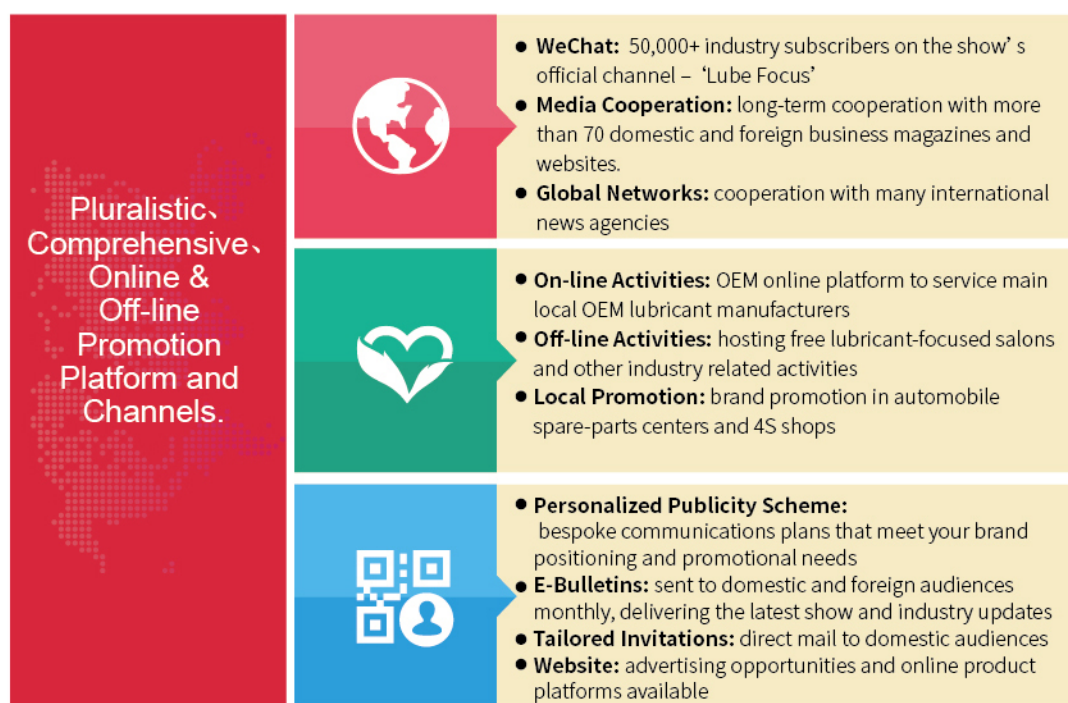 Pluralistic、
Comprehensive、
Online &
Off-line
Promotion
Platform and
Channels.
● WeChat: 50,000+ industry subscribers on the show’s
official channel – ‘Lube Focus’
● Media Cooperation: long-term cooperation with more
than 70 domestic and foreign business magazines and
websites.
● Global Networks: cooperation with many international
news agencies
● On-line Activities: OEM online platform to service main
local OEM lubricant manufacturers
● Off-line Activities: hosting free lubricant-focused salons
and other industry related activities
● Local Promotion: brand promotion in automobile
spare-parts centers and 4S shops
● Personalized Publicity Scheme:
bespoke communications plans that meet your brand
positioning and promotional needs
● E-Bulletins: sent to domestic and foreign audiences
monthly, delivering the latest show and industry updates
● Tailored Invitations: direct mail to domestic audiences
● Website: advertising opportunities and online product
platforms available